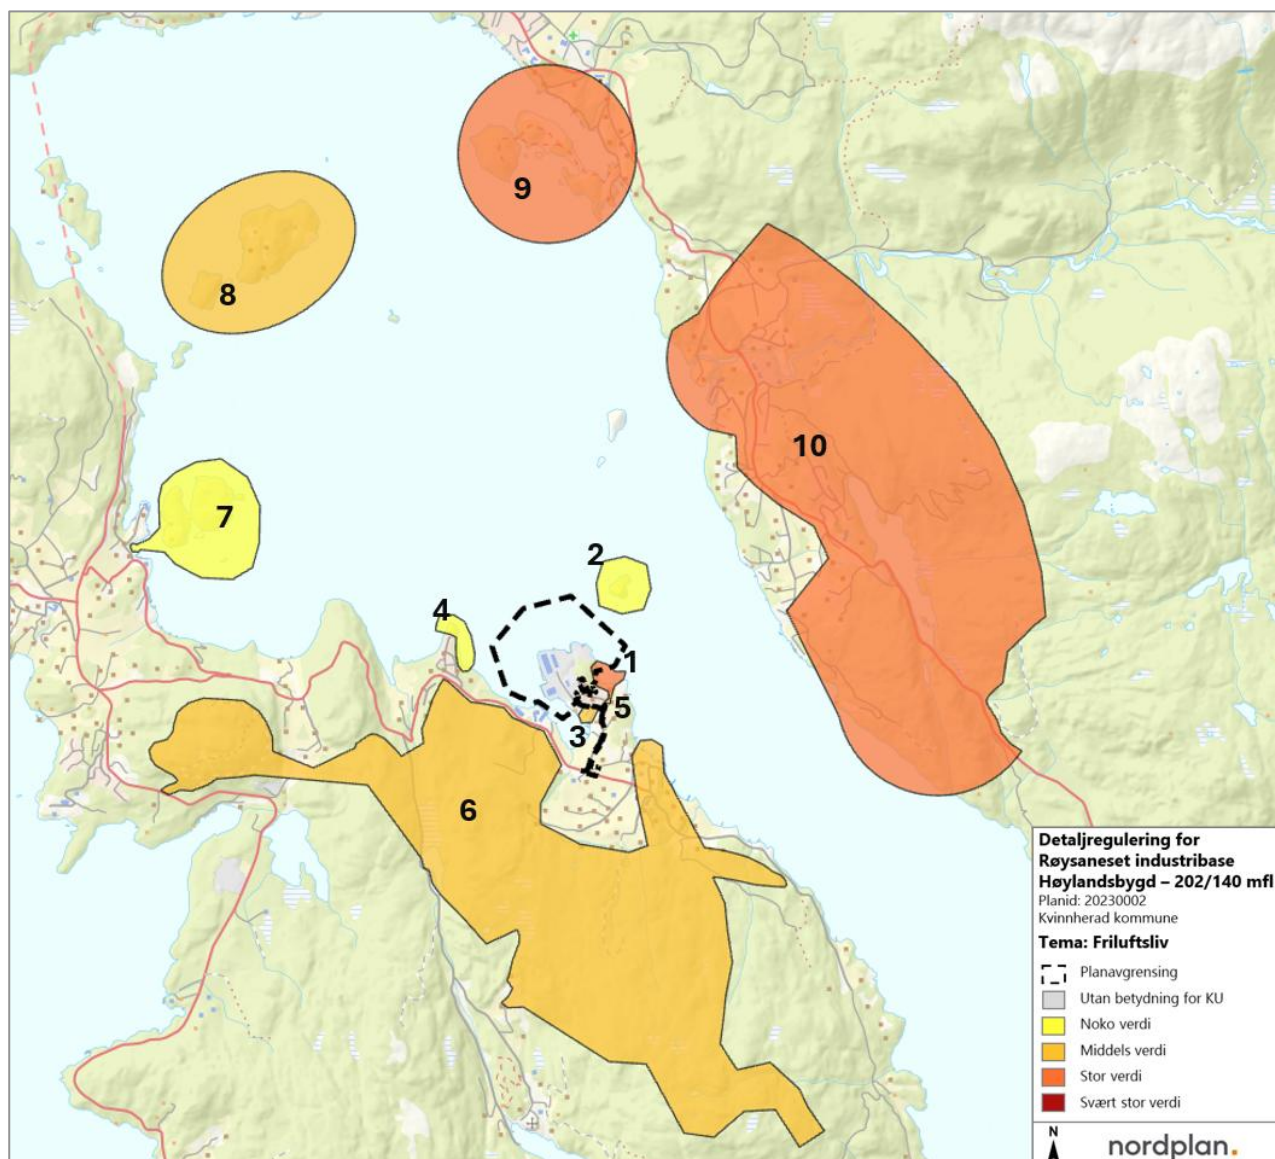 9
8
10
7
2
4
1
5
3
6
Detaljregulering for
Røysaneset industribase
Høylandsbygd – 202/140 mfl
Planid: 20230002
Kvinnherad kommune
Tema: Friluftsliv
Planavgrensing
Utan betydning for KU
Noko verdi
Middels verdi
Stor verdi
Svært stor verdi
N
nordplan.